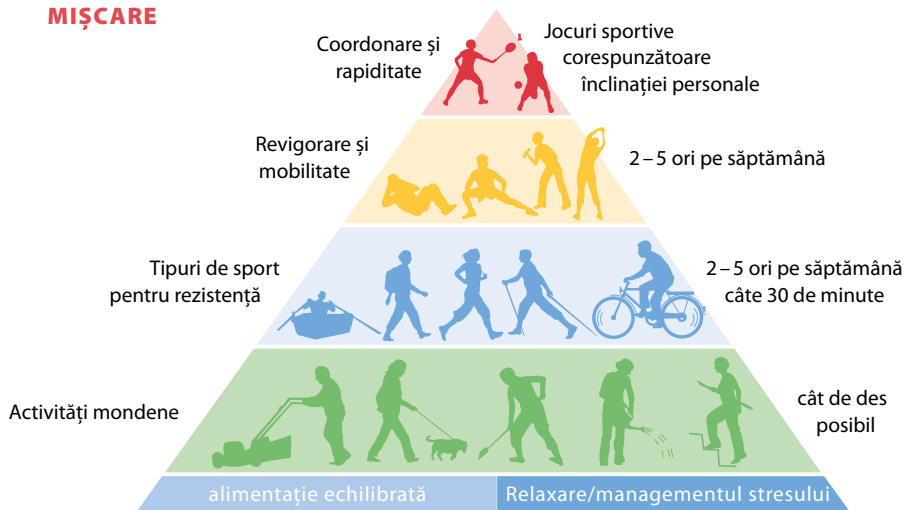 MIȘCARE
Coordonare și
rapiditate
Jocuri sportive
corespunzătoare
înclinației personale
Revigorare și
mobilitate
2–5 ori pe săptămână
Tipuri de sport
pentru rezistență
2–5 ori pe săptămână
câte 30 de minute
Activități mondene
cât de des
posibil
alimentație echilibrată
Relaxare/managementul stresului